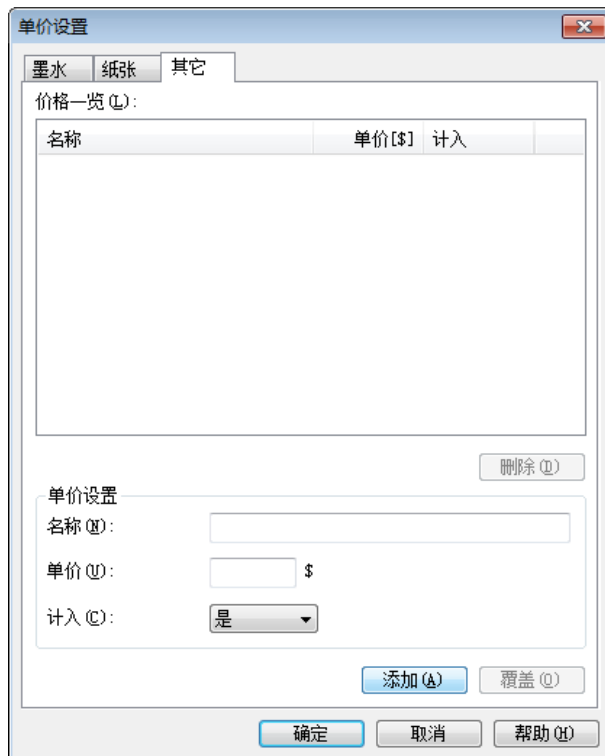 单价设置
墨水 纸张 其它
价格一览(L):
名称 单价[$] 计入
删除(D)
单价设置
名称(N):
单价(U): $
计入(C): 是
添加(A) 覆盖(O)
确定 取消 帮助(H)